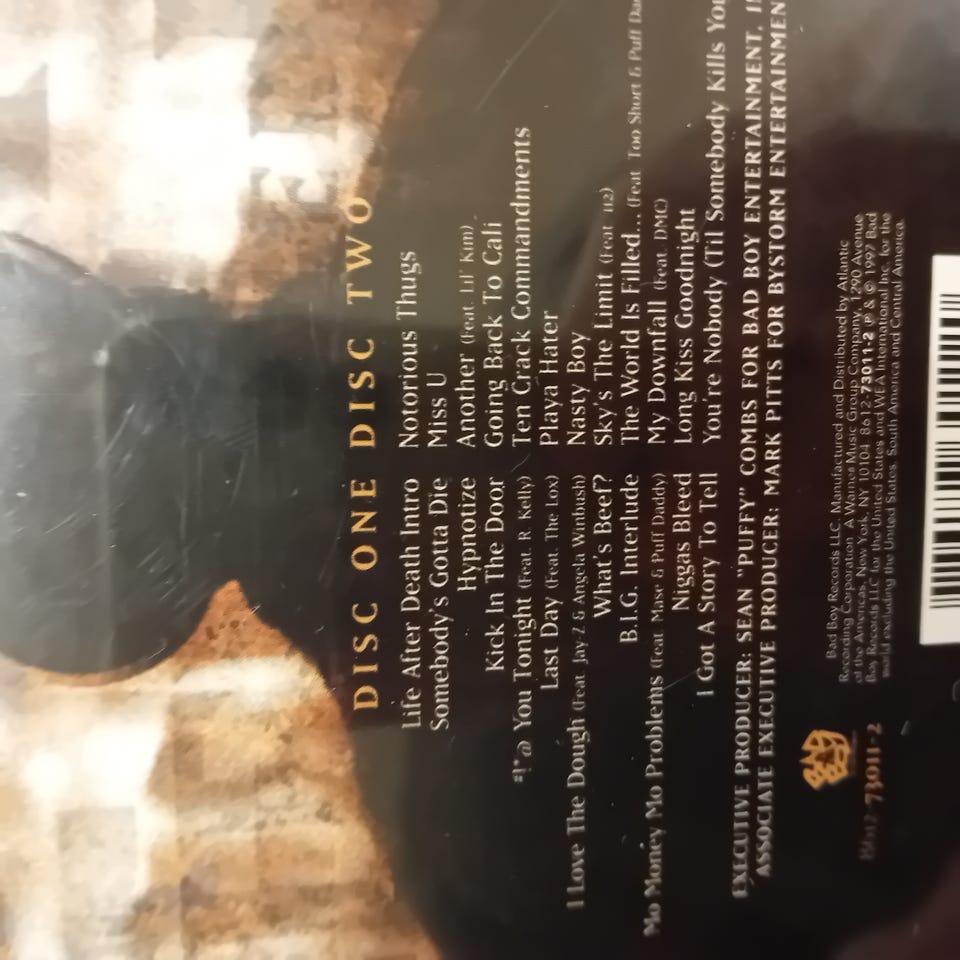 DISC ONE DISC TWO
Life After Death Intro
Somebody's Gotta Die
Hypnotize
Kick In The Door
#!*@ You Tonight (Feat. R. Kelly)
Last Day (Feat. The Lox)
I Love The Dough (Feat. Jay-Z & Angela Winbush)
What's Beef?
B.I.G. Interlude
Mo Money Mo Problems (Feat. Mase & Puff Daddy)
Niggas Bleed
I Got A Story To Tell
Notorious Thugs
Miss U
Another (Feat. Lil' Kim)
Going Back To Cali
Ten Crack Commandments
Playa Hater
Nasty Boy
Sky's The Limit (Feat. 112)
The World Is Filled... (Feat. Too Short & Puff Da
My Downfall (Feat. DMC)
Long Kiss Goodnight
You're Nobody (Til Somebody Kills You
EXECUTIVE PRODUCER: SEAN "PUFFY" COMBS FOR BAD BOY ENTERTAINMENT, I
ASSOCIATE EXECUTIVE PRODUCER: MARK PITTS FOR BYSTORM ENTERTAINMEN
Bad Boy Records LLC. Manufactured and Distributed by Atlantic
Recording Corporation. A Warner Music Group Company, 1290 Avenue
of the Americas, New York, NY 10104 8612-73011-2 ℗ & © 1997 Bad
Boy Records LLC for the United States and WEA International Inc. for the
world excluding the United States, South America and Central America.
8612-73011-2